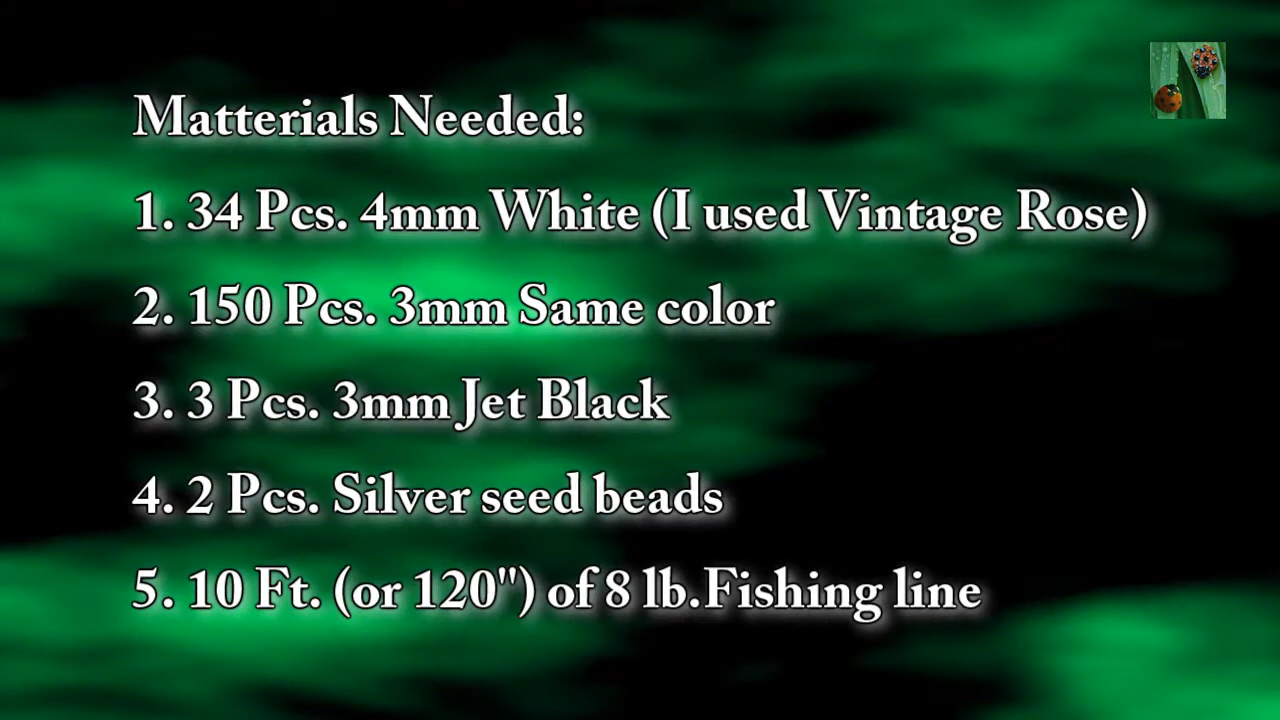 Matterials Needed:
1. 34 Pcs. 4mm White (I used Vintage Rose)
2. 150 Pcs. 3mm Same color
3. 3 Pcs. 3mm Jet Black
4. 2 Pcs. Silver seed beads
5. 10 Ft. (or 120") of 8 lb.Fishing line